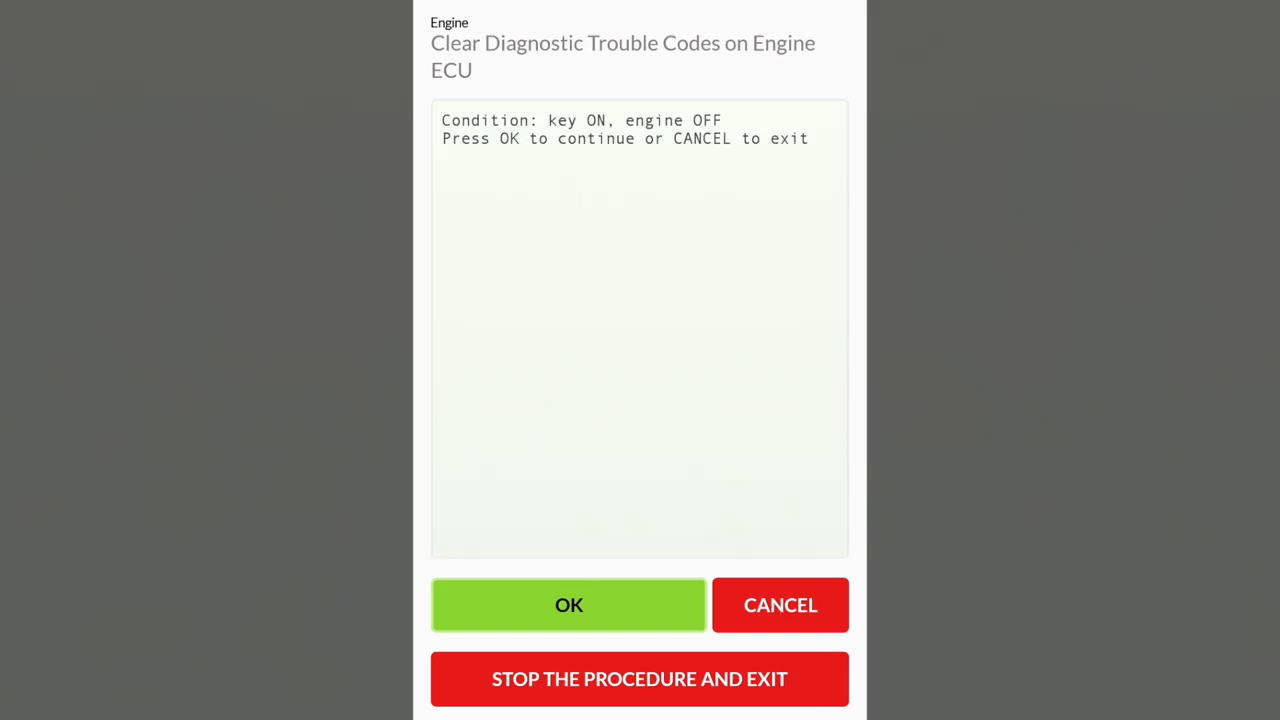 Engine
Clear Diagnostic Trouble Codes on Engine
ECU
Condition: key ON, engine OFF
Press OK to continue or CANCEL to exit
OK
CANCEL
STOP THE PROCEDURE AND EXIT